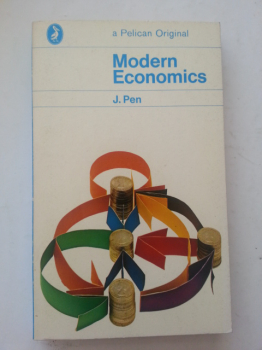 a Pelican Original
Modern
Economics
J. Pen